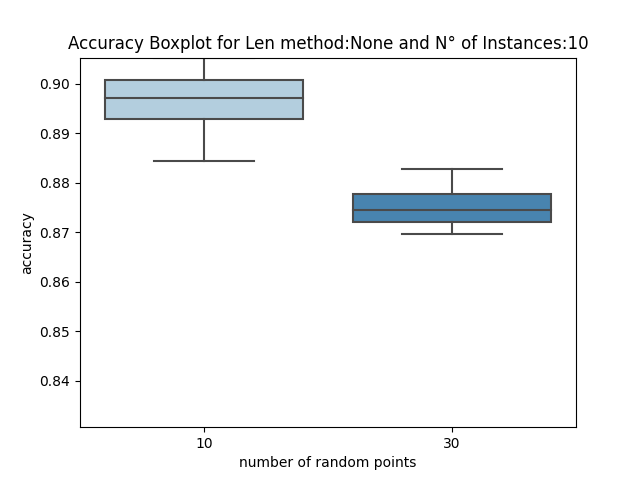 Accuracy Boxplot for Len method:None and N° of Instances:10
0.90
0.89
0.88
0.87
0.86
0.85
0.84
accuracy
10 30
number of random points